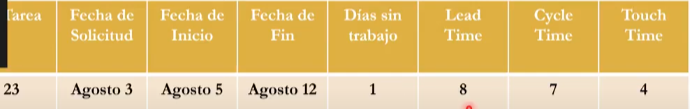 Tarea Fecha de Fecha de Fecha de Días sin Lead Cycle Touch
Solicitud Inicio Fin trabajo Time Time Time
23 Agosto 3 Agosto 5 Agosto 12 1 8 7 4